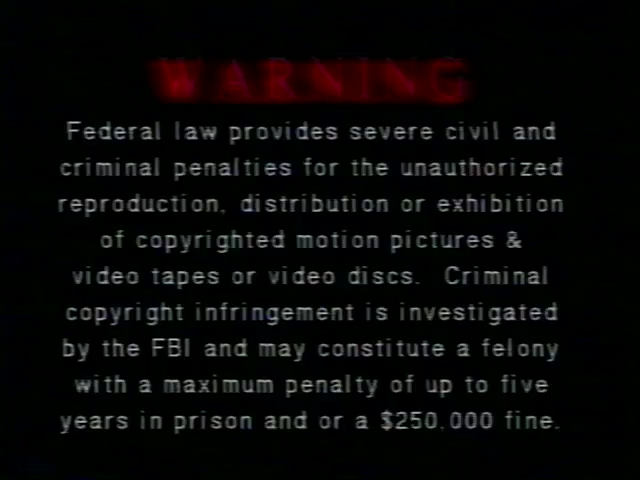 WARNING
Federal law provides severe civil and
criminal penalties for the unauthorized
reproduction, distribution or exhibition
of copyrighted motion pictures &
video tapes or video discs. Criminal
copyright infringement is investigated
by the FBI and may constitute a felony
with a maximum penalty of up to five
years in prison and or a $250,000 fine.